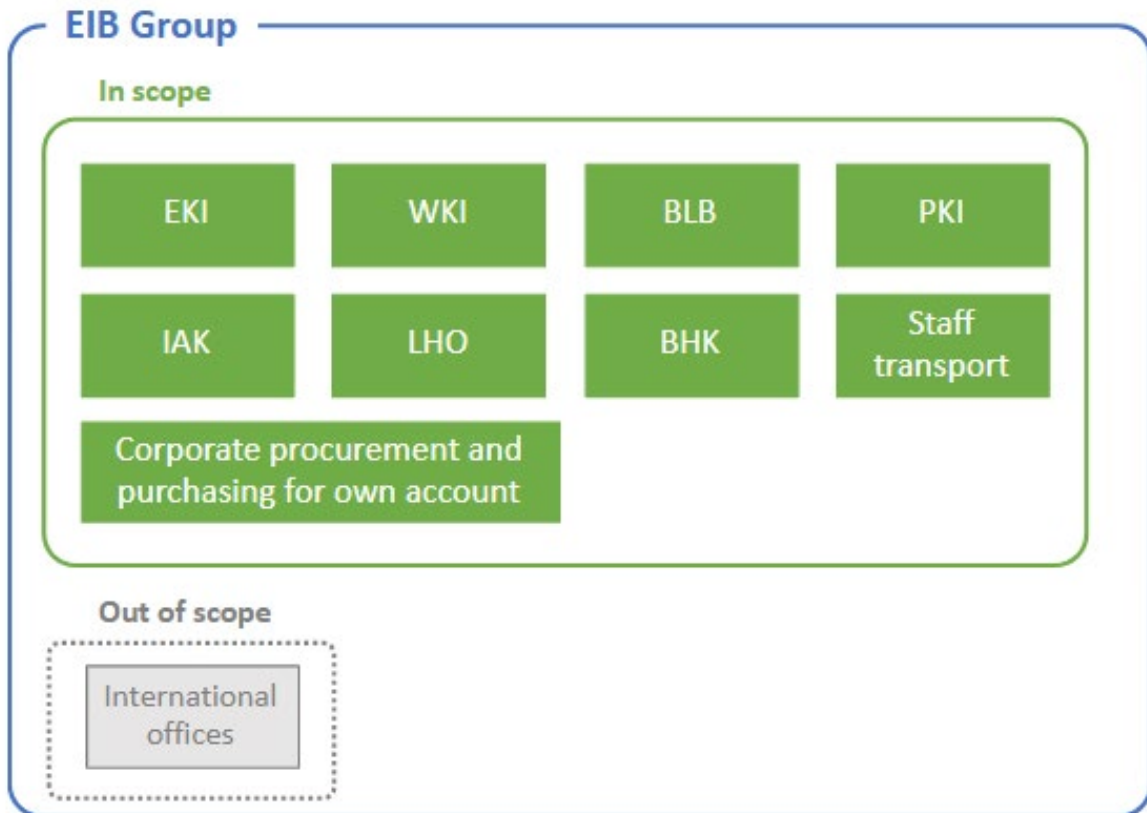 EIB Group
In scope
EKI
WKI
BLB
PKI
IAK
LHO
BHK
Staff
transport
Corporate procurement and
purchasing for own account
Out of scope
International
offices